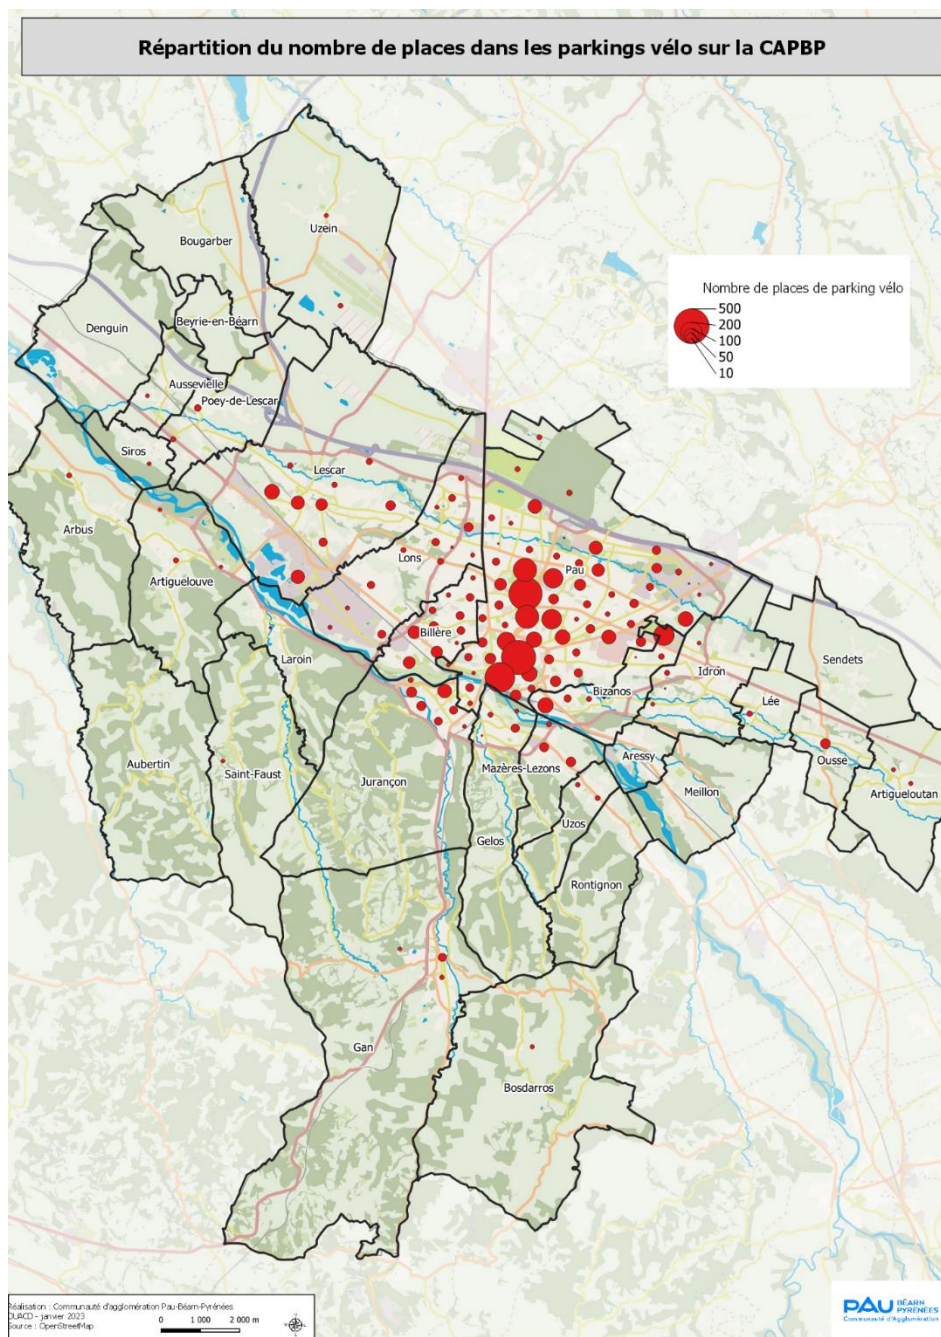 Répartition du nombre de places dans les parkings vélo sur la CAPBP
Uzein
Bougarber
Nombre de places de parking vélo
500
200
100
50
10
Denguin
Beyrie-en-Béarn
Aussevielle
Poey-de-Lescar
Siros
Lescar
Arbus
Lons
Pau
Artiguelouve
Billère
Laroin
Idron
Sendets
Bizanos
Lée
Aubertin
Saint-Faust
Jurançon
Mazères-Lezons
Aressy
Ousse
Meillon
Artigueloutan
Uzos
Gelos
Rontignon
Gan
Bosdarros
Réalisation : Communauté d'agglomération Pau-Béarn-Pyrénées
DUACD - janvier 2023
Source : OpenStreetMap
0 1 000 2 000 m
PAU BÉARN
PYRÉNÉES
Communauté d'Agglomération